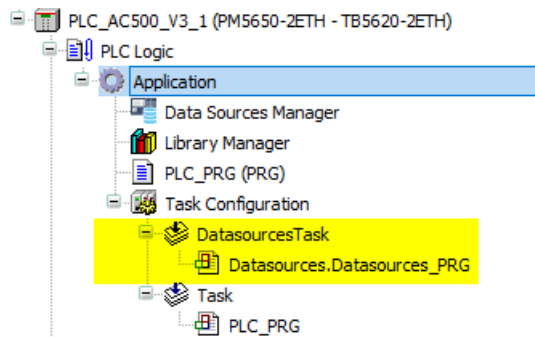 PLC_AC500_V3_1 (PM5650-2ETH - TB5620-2ETH)
PLC Logic
Application
Data Sources Manager
Library Manager
PLC_PRG (PRG)
Task Configuration
DatasourcesTask
Datasources.Datasources_PRG
Task
PLC_PRG